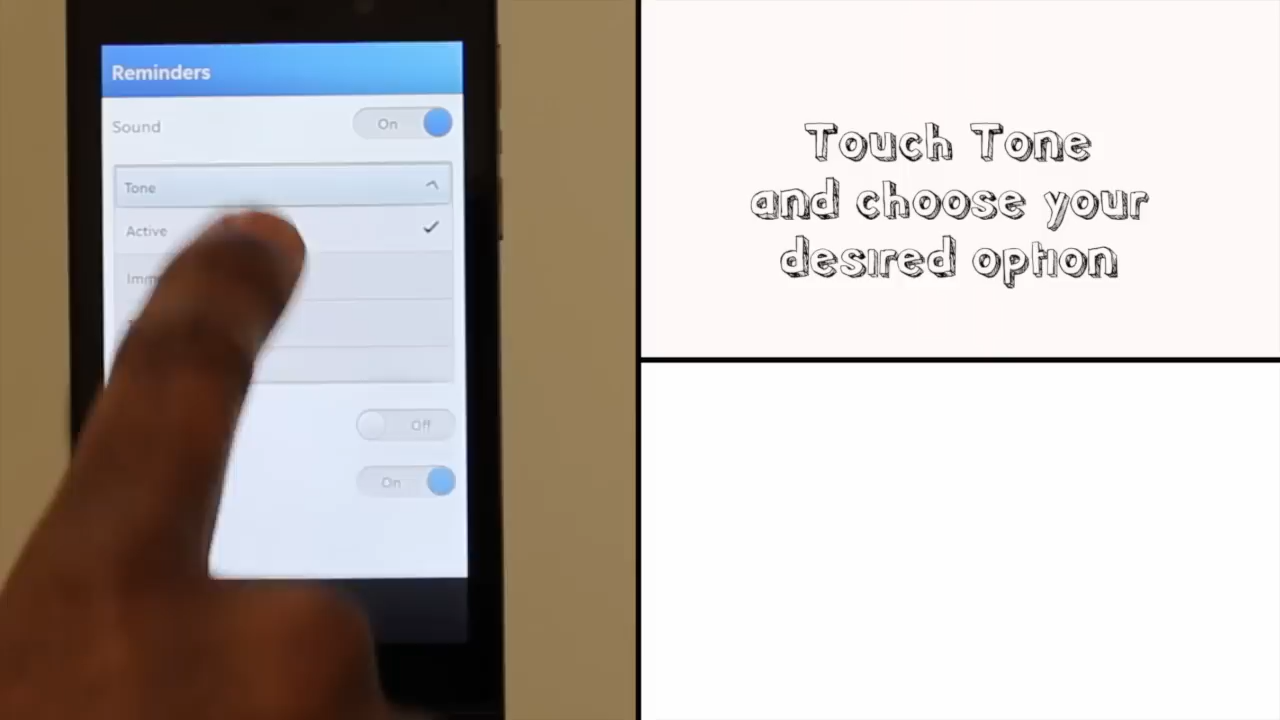 Reminders
Sound
On
Tone
Active
Off
On
Touch Tone
and choose your
desired option